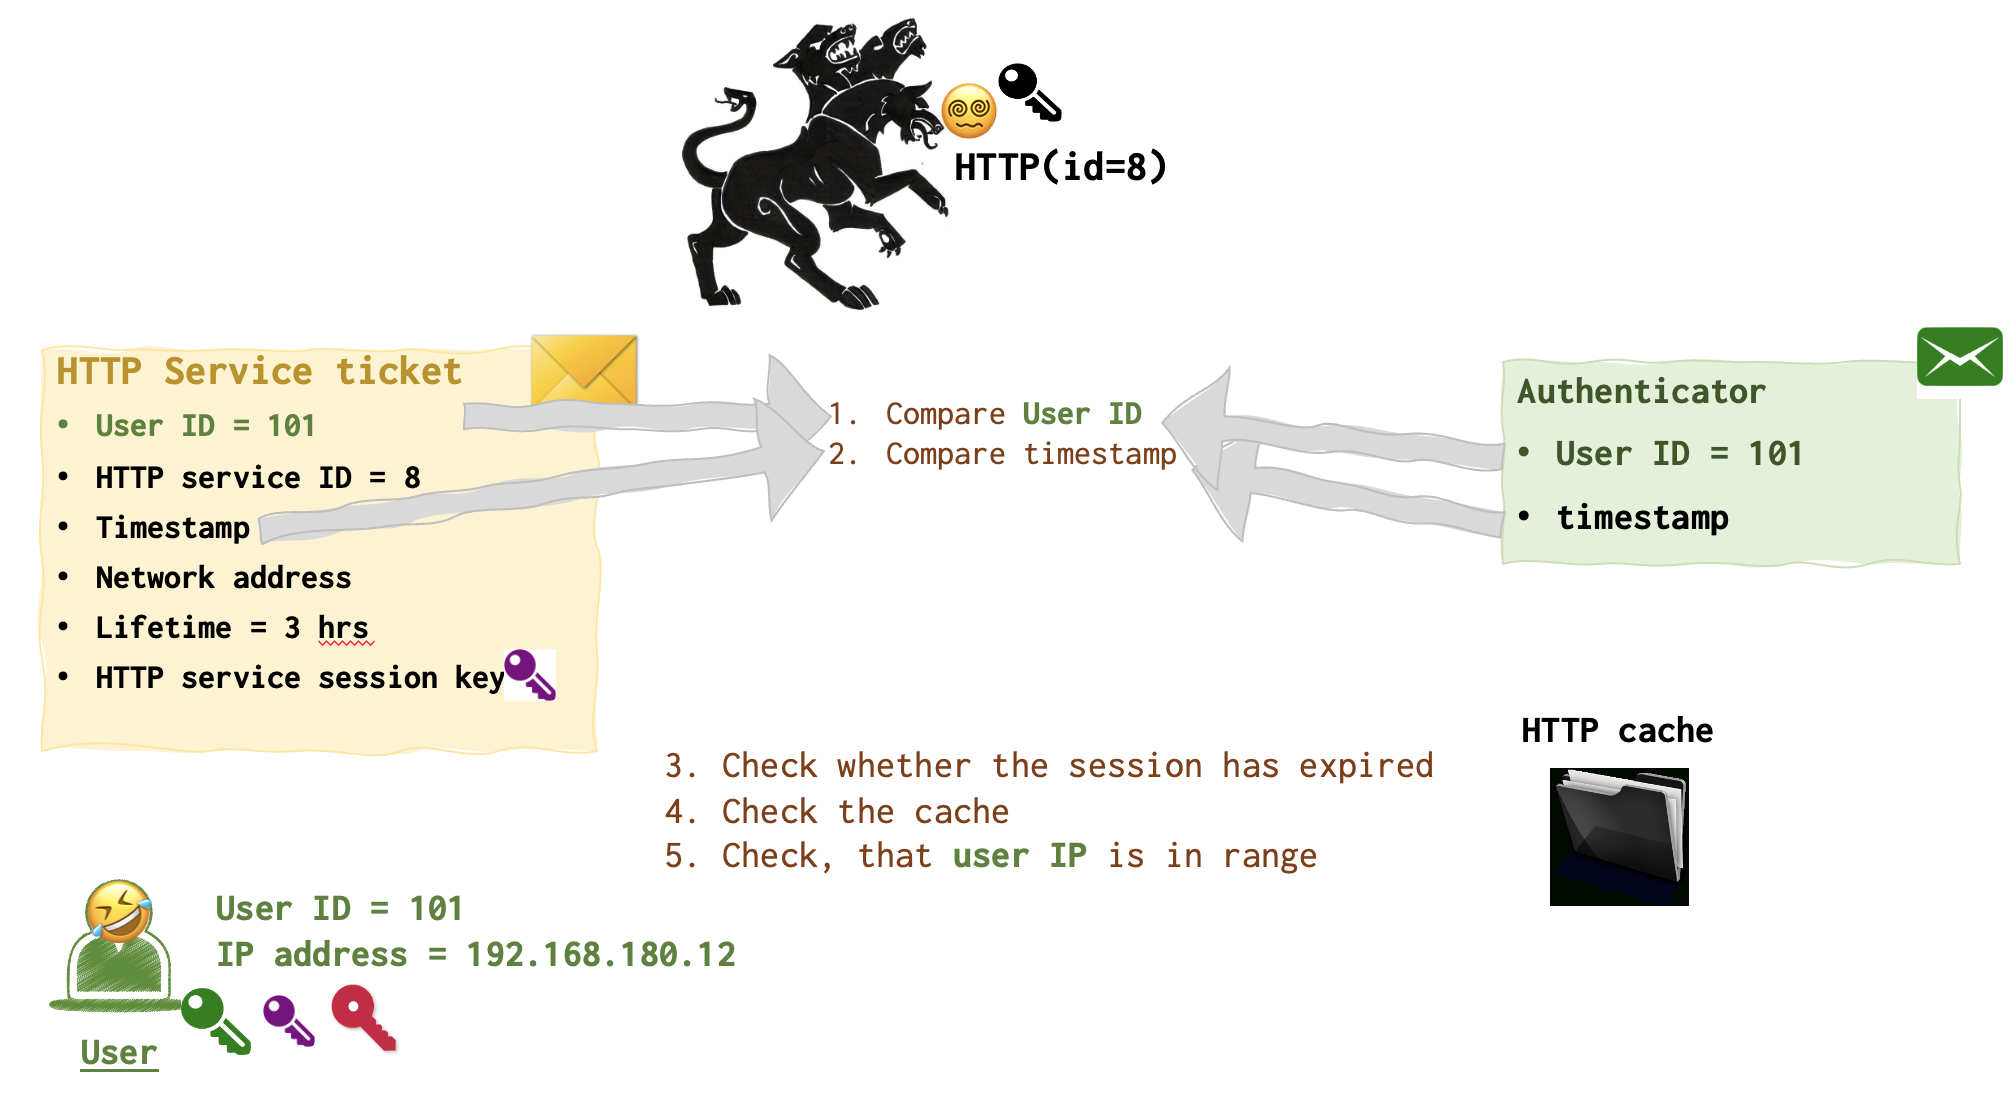 HTTP(id=8)
HTTP Service ticket
• User ID = 101
• HTTP service ID = 8
• Timestamp
• Network address
• Lifetime = 3 hrs
• HTTP service session key
1. Compare User ID
2. Compare timestamp
Authenticator
• User ID = 101
• timestamp
3. Check whether the session has expired
4. Check the cache
5. Check, that user IP is in range
HTTP cache
User ID = 101
IP address = 192.168.180.12
User